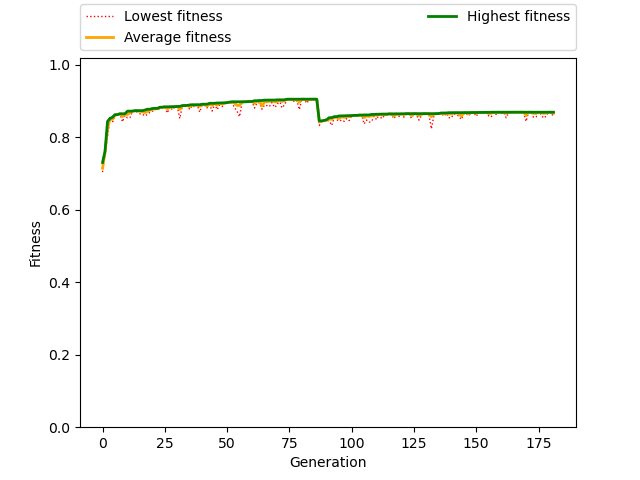 Lowest fitness
Average fitness
Highest fitness
1.0
0.8
0.6
0.4
0.2
0.0
Fitness
0 25 50 75 100 125 150 175
Generation